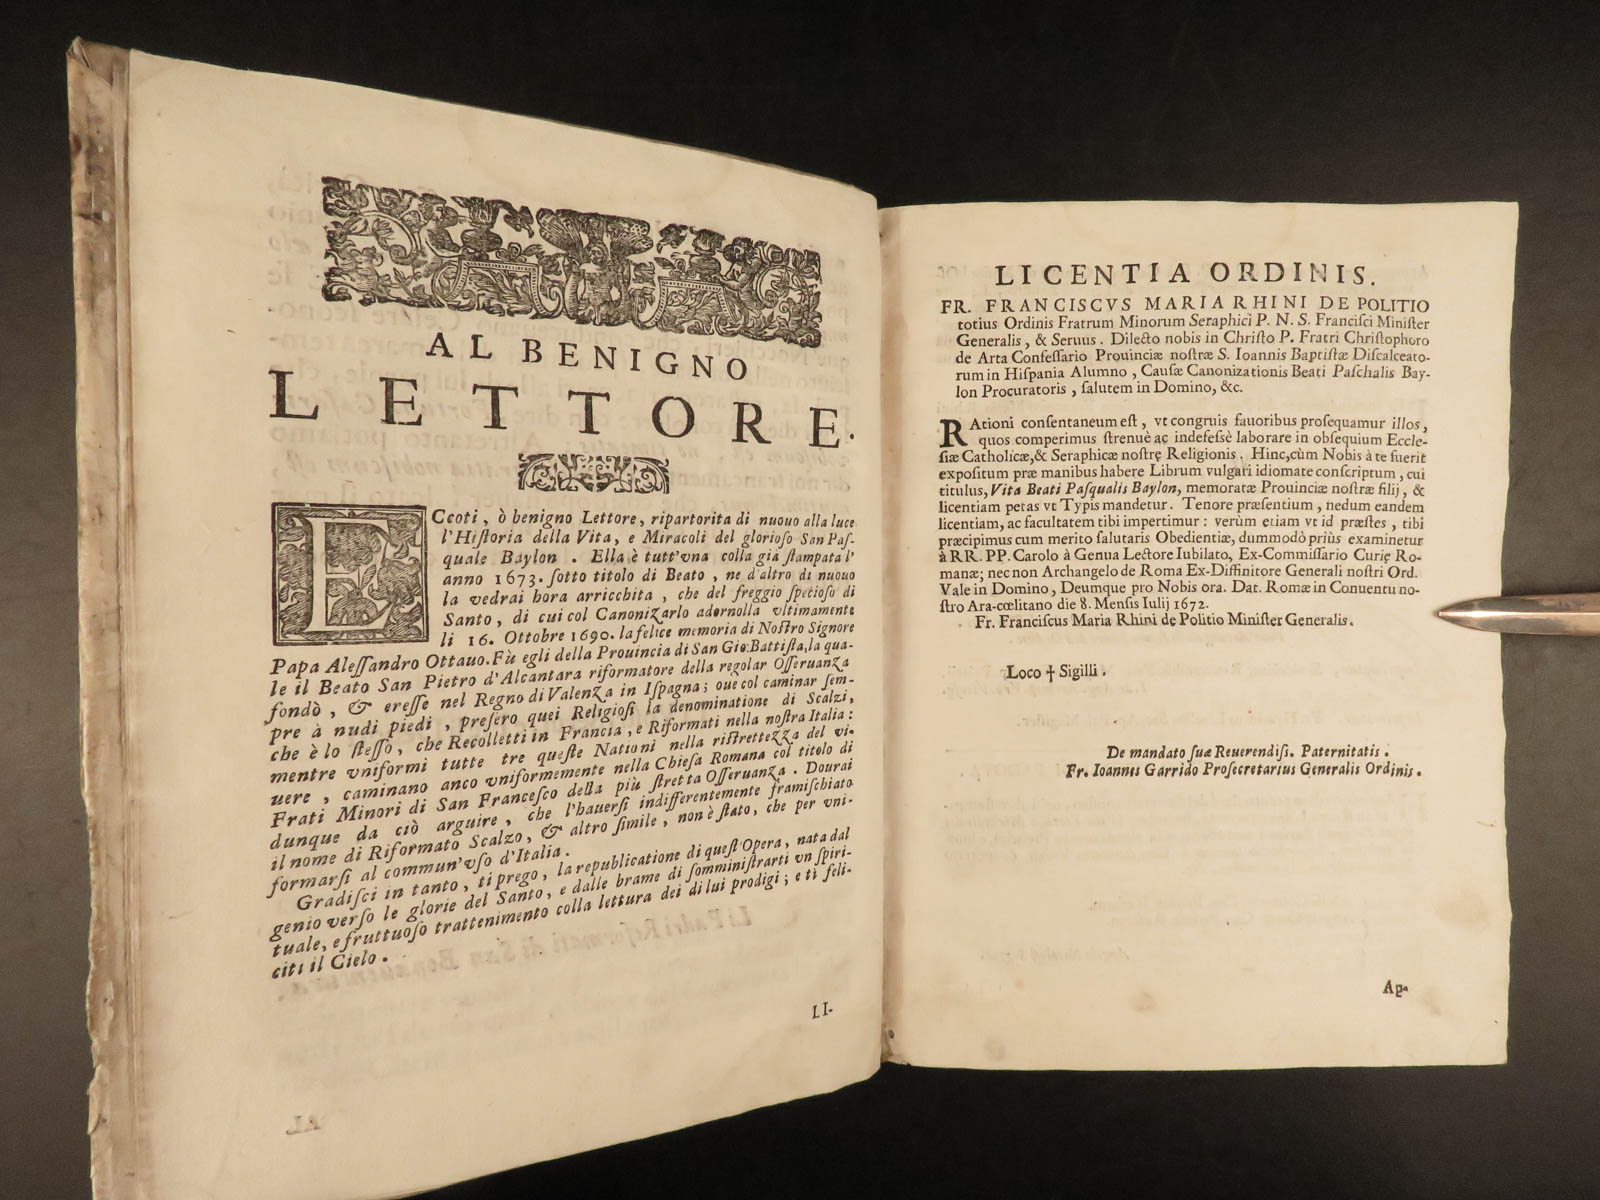 AL BENIGNO
LETTORE.
ECcoti, ò benigno Lettore, ripartorita di nuouo alla luce
l'Hiſtoria della Vita, e Miracoli del glorioſo San Paſ-
quale Baylon. Ella è tutt'vna colla già ſtampata l'
anno 1673. ſotto titolo di Beato, ne d'altro di nuouo
la vedrai hora arricchita, che del freggio ſpecioſo di
Santo, di cui col Canonizarlo adornolla vltimamente
li 16. Ottobre 1690. la felice memoria di Noſtro Signore
Papa Aleſſandro Ottauo. Fù egli della Prouincia di San Gio: Battiſta, la qua-
le il Beato San Pietro d'Alcantara riformatore della regolar Oſſeruanza
fondò, & ereſſe nel Regno di Valenza in Iſpagna; oue col caminar ſem-
pre à nudi piedi, preſero quei Religioſi la denominatione di Scalzi,
che è lo ſteſſo, che Recolletti in Francia, e Riformati nella noſtra Italia:
mentre vniformi tutte tre queſte Nationi nella riſtrettezza del vi-
uere, caminano anco vniformemente nella Chieſa Romana col titolo di
Frati Minori di San Franceſco della più ſtretta Oſſeruanza. Dourai
dunque da ciò arguire, che l'hauerſi indifferentemente framiſchiato
il nome di Riformato Scalzo, & altro ſimile, non è ſtato, che per vni-
formarſi al commun'vſo d'Italia.
Gradiſci in tanto, ti prego, la republicatione di queſt'Opera, nata dal
genio verſo le glorie del Santo, e dalle brame di ſomminiſtrarti vn ſpiri-
tuale, e fruttuoſo trattenimento colla lettura dei di lui prodigi; e ti feli-
citi il Cielo.
LI-
LICENTIA ORDINIS.
FR. FRANCISCVS MARIA RHINI DE POLITIO
totius Ordinis Fratrum Minorum Seraphici P. N. S. Franciſci Miniſter
Generalis, & Seruus. Dilecto nobis in Chriſto P. Fratri Chriſtophoro
de Arta Confeſſario Prouinciæ noſtræ S. Ioannis Baptiſtæ Diſcalceato-
rum in Hiſpania Alumno, Cauſæ Canonizationis Beati Paſchalis Bay-
lon Procuratoris, ſalutem in Domino, &c.
RAtioni conſentaneum eſt, vt congruis fauoribus proſequamur illos,
quos comperimus ſtrenuè ac indefeſsè laborare in obſequium Eccle-
ſiæ Catholicæ, & Seraphicæ noſtrę Religionis. Hinc, cùm Nobis à te fuerit
expoſitum præ manibus habere Librum vulgari idiomate conſcriptum, cui
titulus, Vita Beati Paſqualis Baylon, memoratæ Prouinciæ noſtræ filij, &
licentiam petas vt Typis mandetur. Tenore præſentium, nedum eandem
licentiam, ac facultatem tibi impertimur: verùm etiam vt id præſtes, tibi
præcipimus cum merito ſalutaris Obedientiæ, dummodò priùs examinetur
à RR. PP. Carolo à Genua Lectore Iubilato, Ex-Commiſſario Curię Ro-
manæ; nec non Archangelo de Roma Ex-Diffinitore Generali noſtri Ord.
Vale in Domino, Deumque pro Nobis ora. Dat. Romæ in Conuentu no-
ſtro Ara-cœlitano die 8. Menſis Iulij 1672.
Fr. Franciſcus Maria Rhini de Politio Miniſter Generalis.
Loco ✝ Sigilli.
De mandato ſuæ Reuerendiſs. Paternitatis.
Fr. Ioannes Garrido Proſecretarius Generalis Ordinis.
Ap-